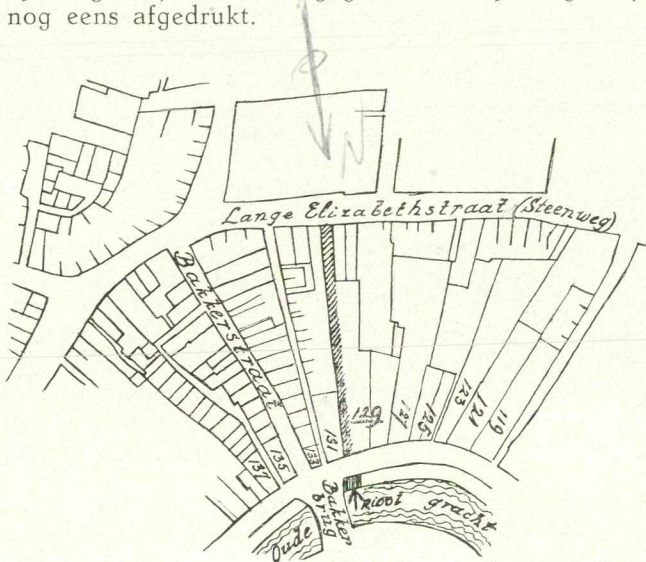 nog eens afgedrukt.
N
Lange Elizabethstraat (Steenweg)
Bakkerstraat
129
127
125
123
121
119
131
133
135
137
Bakker
brug
RIOOL
Oude
gracht